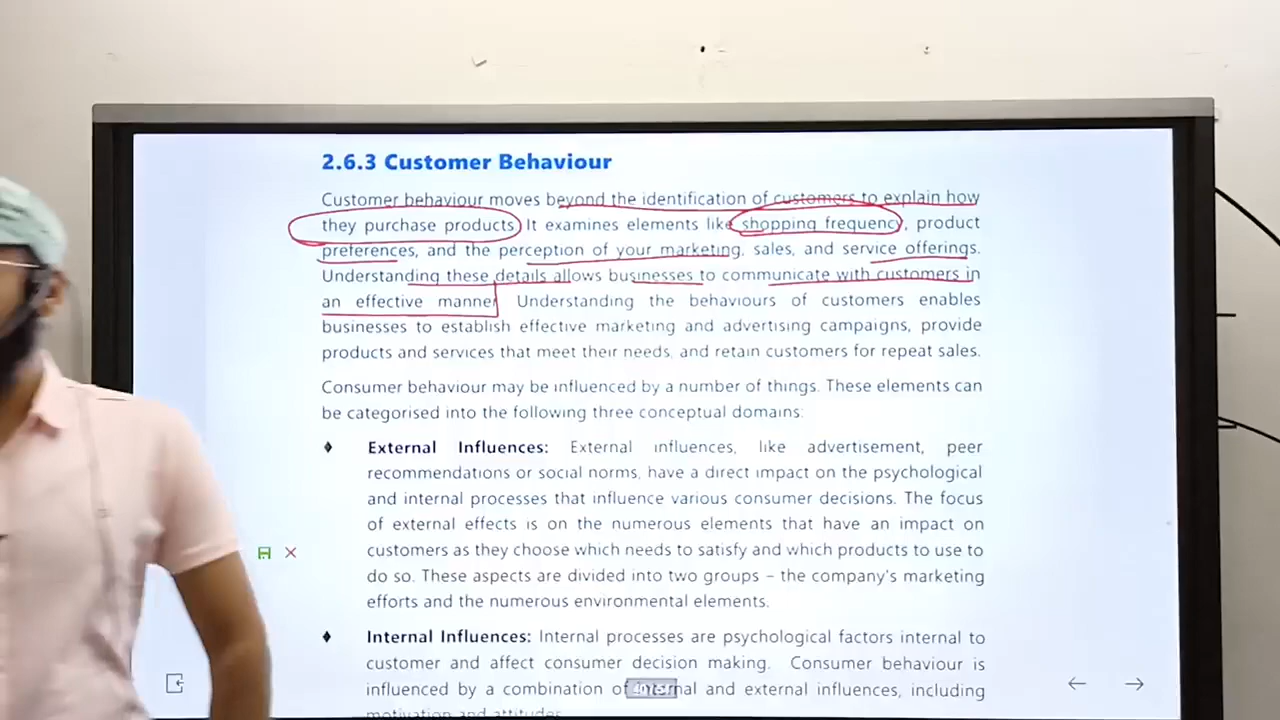 2.6.3 Customer Behaviour
Customer behaviour moves beyond the identification of customers to explain how
they purchase products. It examines elements like shopping frequency, product
preferences, and the perception of your marketing, sales, and service offerings.
Understanding these details allows businesses to communicate with customers in
an effective manner. Understanding the behaviours of customers enables
businesses to establish effective marketing and advertising campaigns, provide
products and services that meet their needs, and retain customers for repeat sales.
Consumer behaviour may be influenced by a number of things. These elements can
be categorised into the following three conceptual domains:
♦ External Influences: External influences, like advertisement, peer
recommendations or social norms, have a direct impact on the psychological
and internal processes that influence various consumer decisions. The focus
of external effects is on the numerous elements that have an impact on
customers as they choose which needs to satisfy and which products to use to
do so. These aspects are divided into two groups – the company's marketing
efforts and the numerous environmental elements.
♦ Internal Influences: Internal processes are psychological factors internal to
customer and affect consumer decision making. Consumer behaviour is
influenced by a combination of internal and external influences, including
motivation and attitudes.